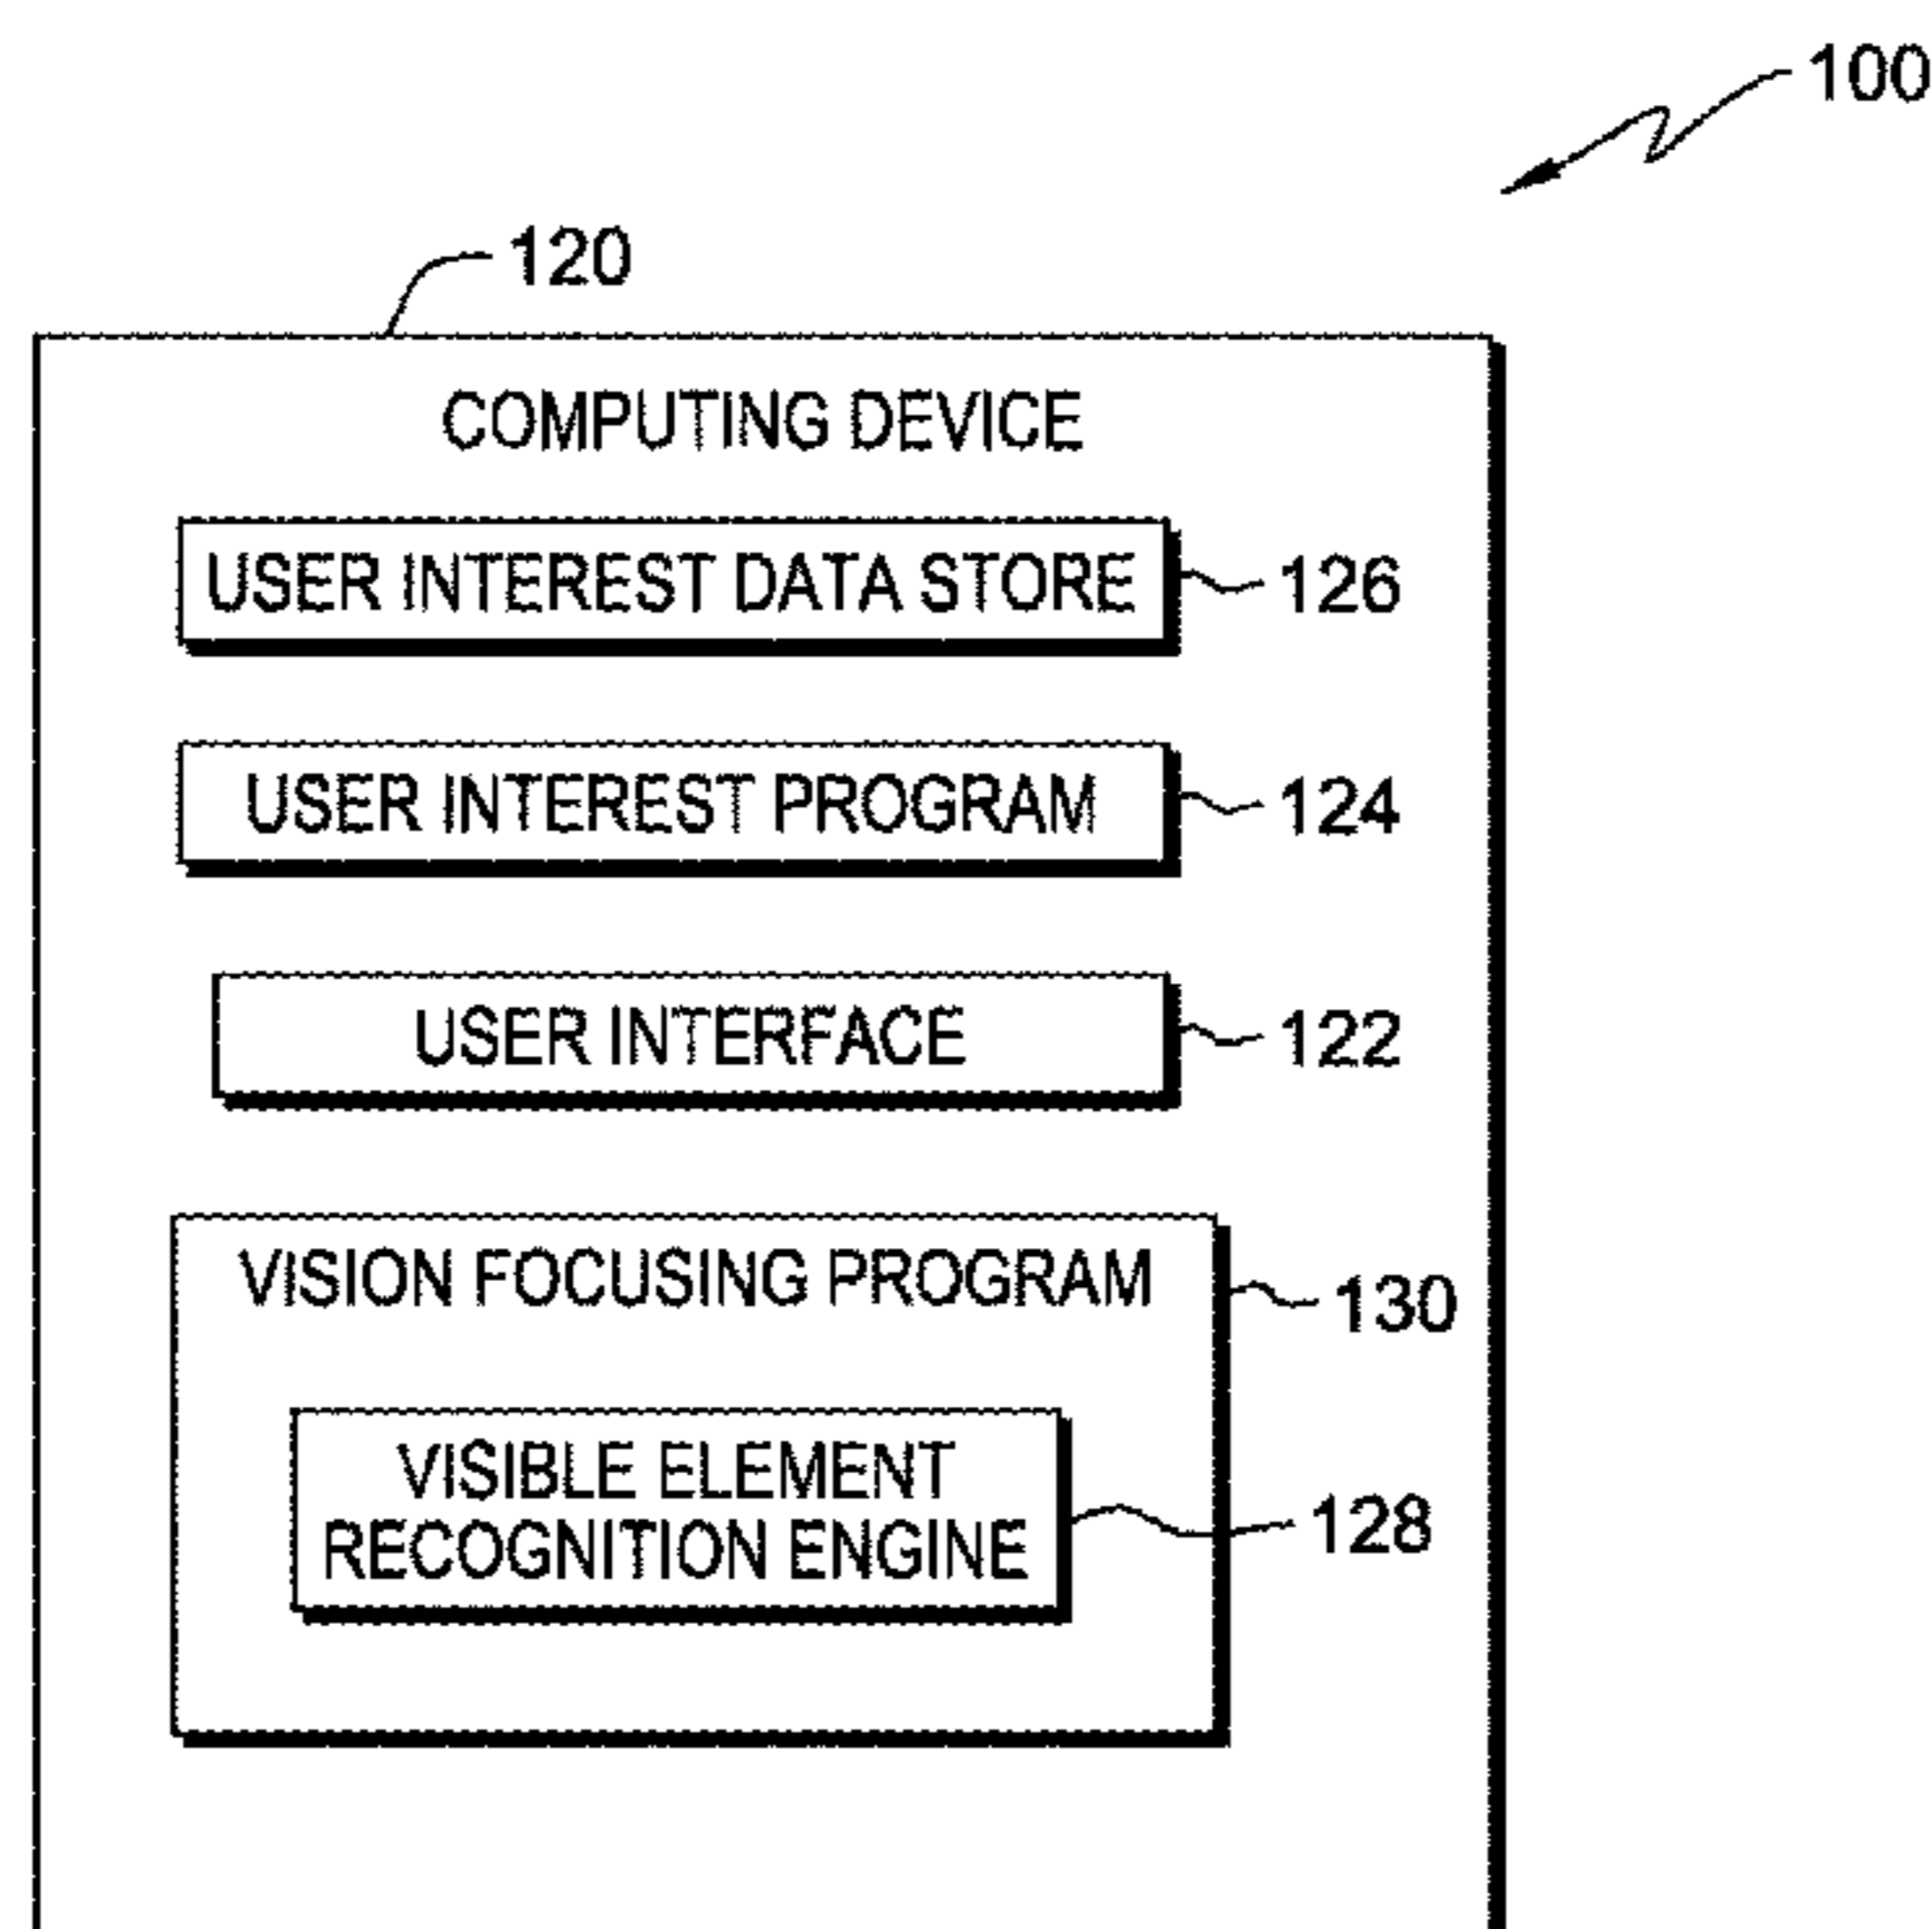 100
120
COMPUTING DEVICE
USER INTEREST DATA STORE
126
USER INTEREST PROGRAM
124
USER INTERFACE
122
VISION FOCUSING PROGRAM
130
VISIBLE ELEMENT
RECOGNITION ENGINE
128